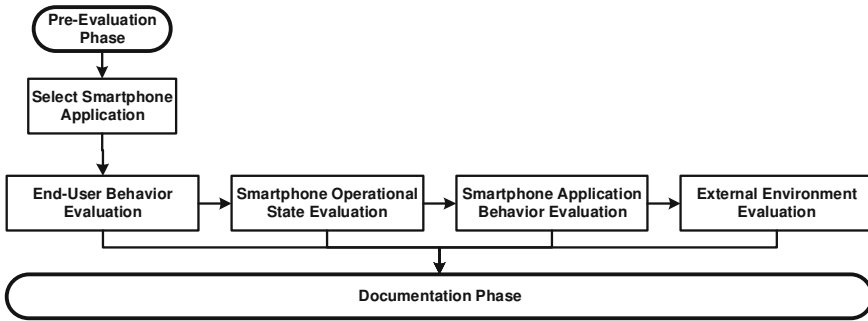 Pre-Evaluation
Phase
Select Smartphone
Application
End-User Behavior
Evaluation
Smartphone Operational
State Evaluation
Smartphone Application
Behavior Evaluation
External Environment
Evaluation
Documentation Phase